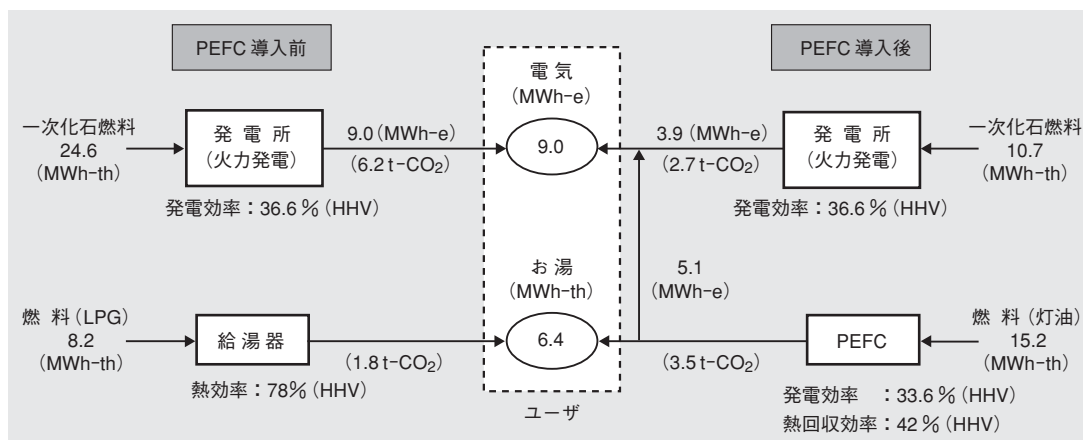 PEFC 導入前
一次化石燃料
24.6
(MWh-th)
発 電 所
(火力発電)
9.0 (MWh-e)
(6.2 t-CO₂)
発電効率：36.6％(HHV)
燃 料 (LPG)
8.2
(MWh-th)
給 湯 器
(1.8 t-CO₂)
熱効率：78％(HHV)
電 気
(MWh-e)
9.0
お 湯
(MWh-th)
6.4
ユーザ
PEFC 導入後
3.9 (MWh-e)
(2.7 t-CO₂)
発 電 所
(火力発電)
一次化石燃料
10.7
(MWh-th)
発電効率：36.6％(HHV)
5.1
(MWh-e)
(3.5 t-CO₂)
PEFC
燃 料 (灯油)
15.2
(MWh-th)
発電効率　：33.6％(HHV)
熱回収効率：42％(HHV)